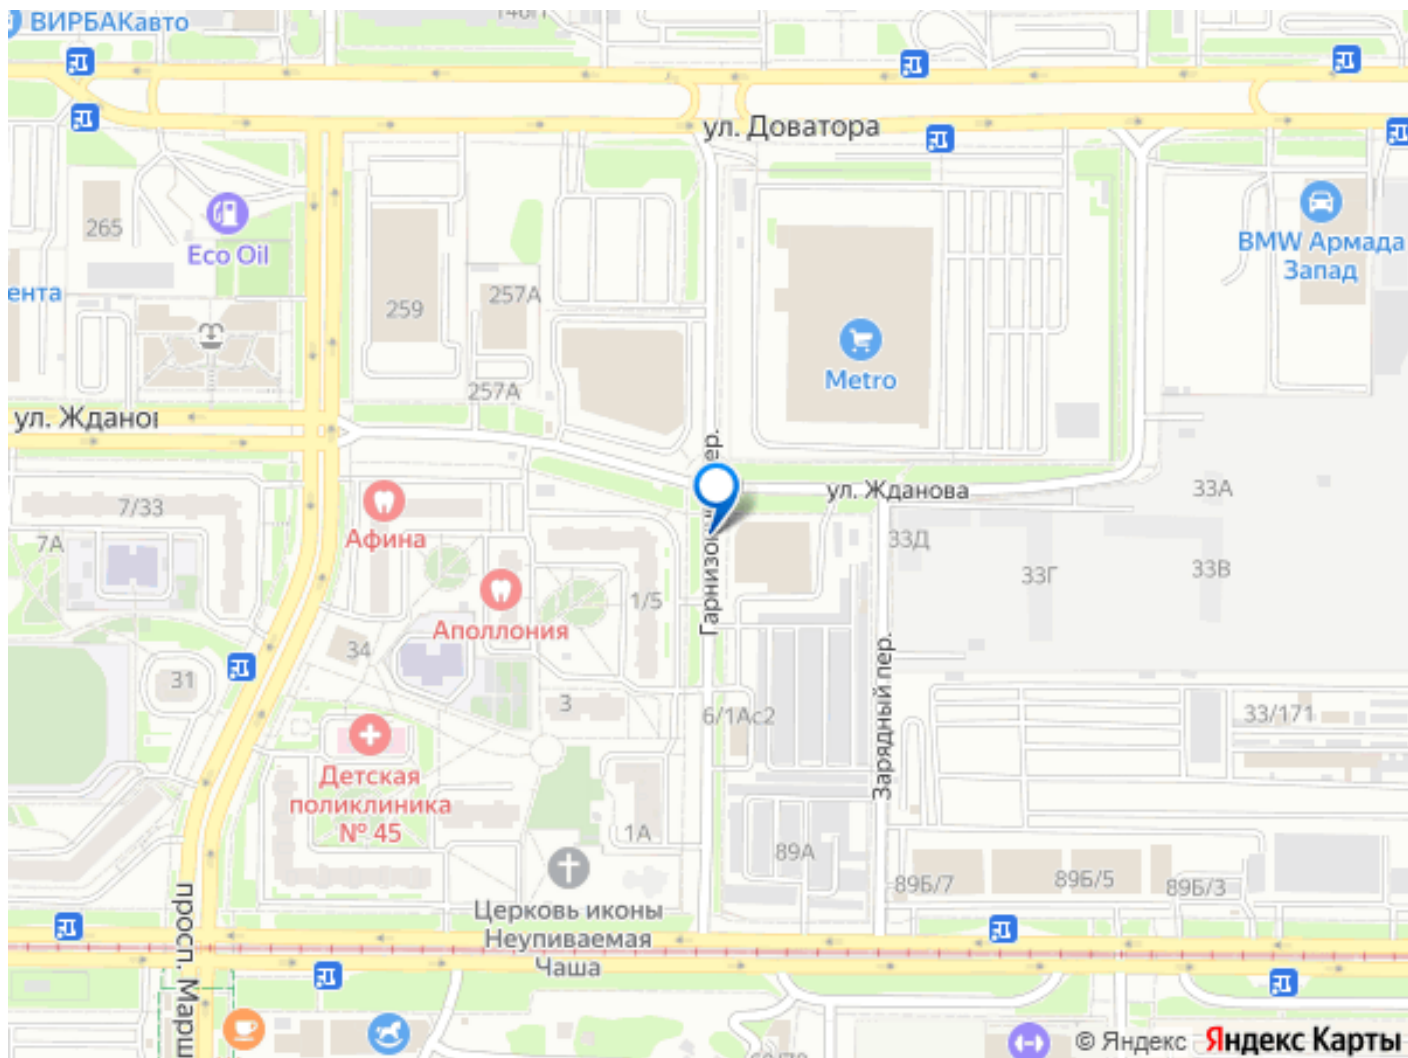 ВИРБАКавто
ул. Доватора
265
Eco Oil
BMW Армада
Запад
ента
259
257А
Metro
257А
ул. Ждано
7/33
Афина
7А
Аполлония
1/5
Гарнизо
ер.
ул. Жданова
33А
33Д
33Г
33В
34
31
3
6/1Ас2
Зарядный пер.
33/171
Детская
поликлиника
№ 45
1А
89А
89Б/7
89Б/5
89Б/3
Церковь иконы
Неупиваемая
Чаша
просп. Марш
© Яндекс
Яндекс Карты